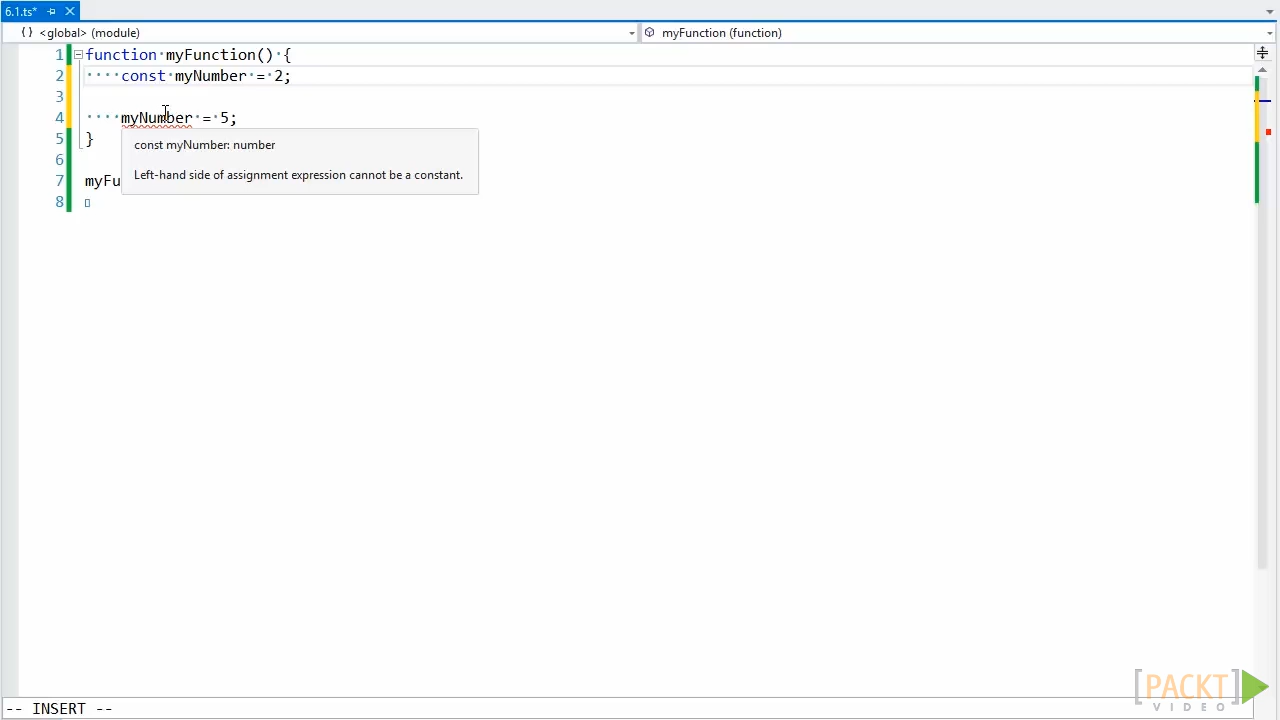 6.1.ts*
<global> (module)
myFunction (function)
1 function myFunction() {
2 const myNumber = 2;
3
4 myNumber = 5;
5 }
6
7 myFu
8
const myNumber: number
Left-hand side of assignment expression cannot be a constant.
[PACKT]
VIDEO
-- INSERT --